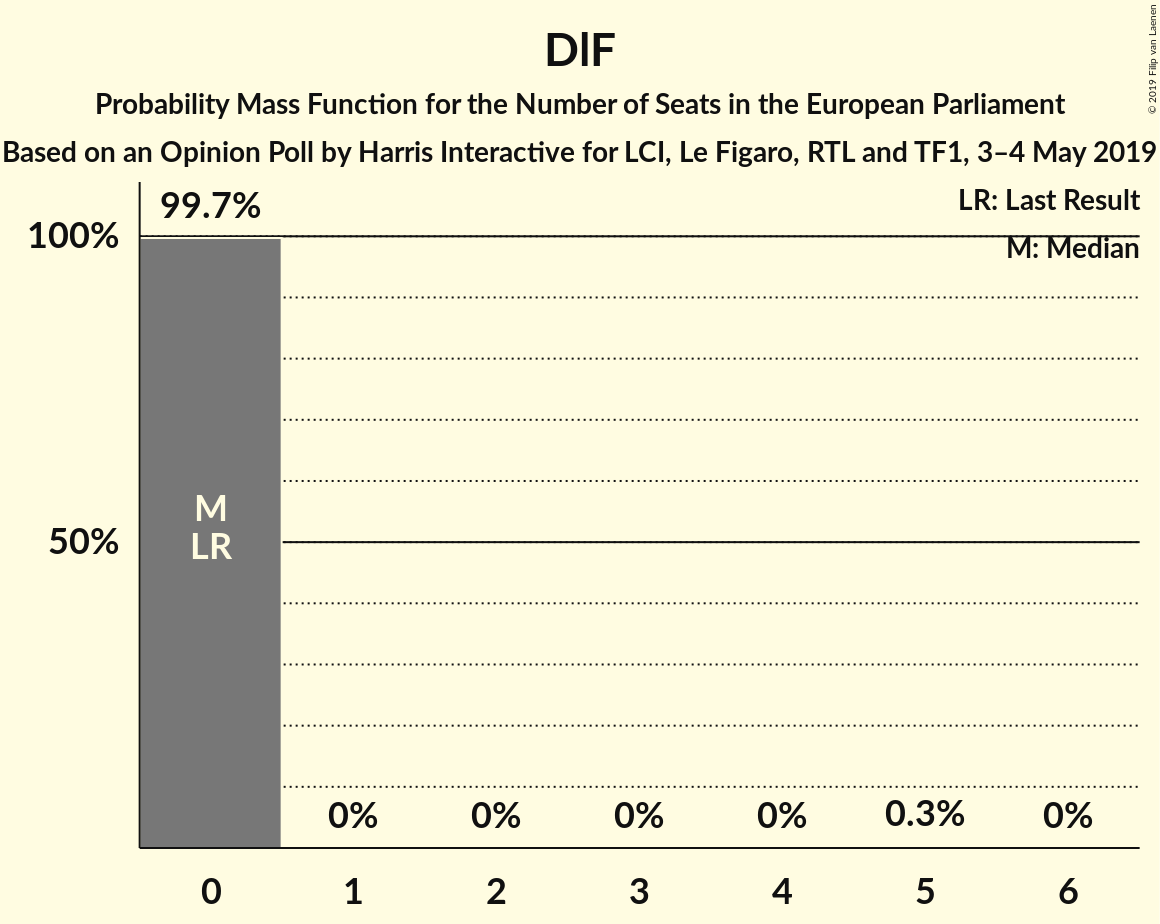 DlF
Probability Mass Function for the Number of Seats in the European Parliament
Based on an Opinion Poll by Harris Interactive for LCI, Le Figaro, RTL and TF1, 3–4 May 2019
© 2019 Filip van Laenen
LR: Last Result
M: Median
99.7%
100%
50%
M
LR
0% 0% 0% 0% 0.3% 0%
0 1 2 3 4 5 6